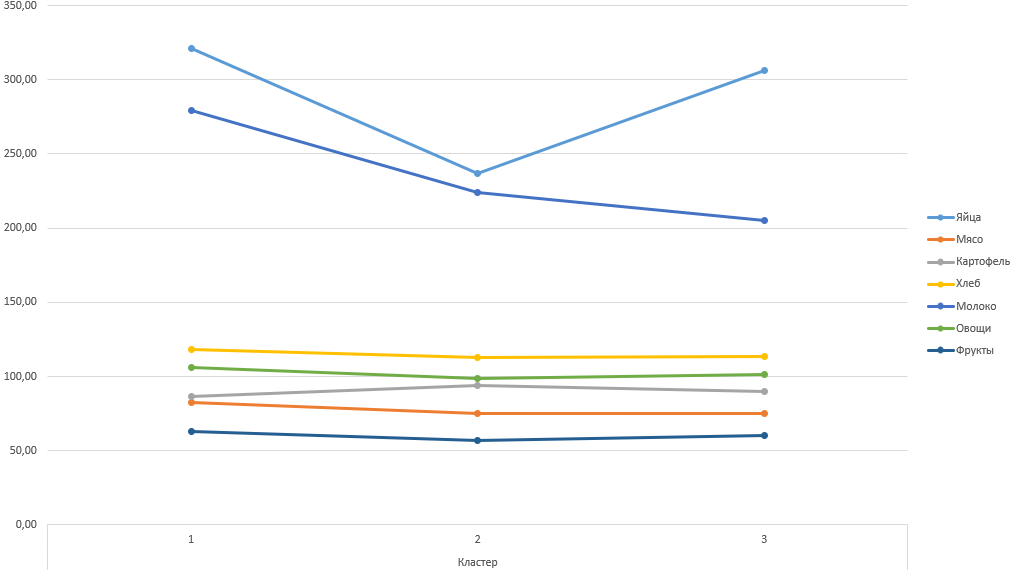 350,00
300,00
250,00
200,00
150,00
100,00
50,00
0,00
1 2 3
Кластер
Яйца
Мясо
Картофель
Хлеб
Молоко
Овощи
Фрукты